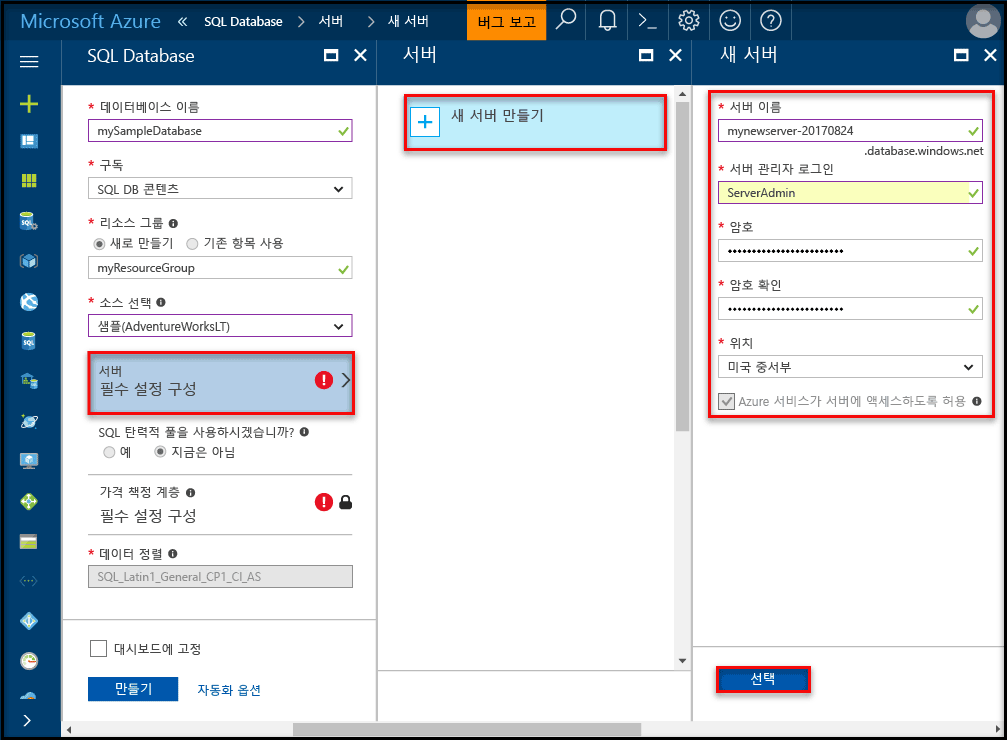 Microsoft Azure « SQL Database > 서버 > 새 서버 버그 보고
SQL Database
* 데이터베이스 이름
mySampleDatabase
* 구독
SQL DB 콘텐츠
* 리소스 그룹
새로 만들기 기존 항목 사용
myResourceGroup
* 소스 선택
샘플(AdventureWorksLT)
서버
필수 설정 구성
SQL 탄력적 풀을 사용하시겠습니까?
예 지금은 아님
가격 책정 계층
필수 설정 구성
* 데이터 정렬
SQL_Latin1_General_CP1_CI_AS
대시보드에 고정
만들기 자동화 옵션
서버
새 서버 만들기
새 서버
* 서버 이름
mynewserver-20170824
.database.windows.net
* 서버 관리자 로그인
ServerAdmin
* 암호
* 암호 확인
* 위치
미국 중서부
Azure 서비스가 서버에 액세스하도록 허용
선택